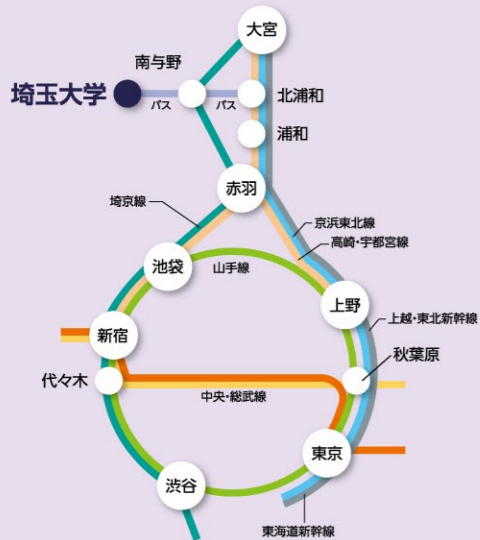 大宮
南与野
埼玉大学
バス
バス
北浦和
浦和
赤羽
埼京線
京浜東北線
高崎・宇都宮線
池袋
山手線
上野
上越・東北新幹線
新宿
秋葉原
代々木
中央・総武線
東京
渋谷
東海道新幹線